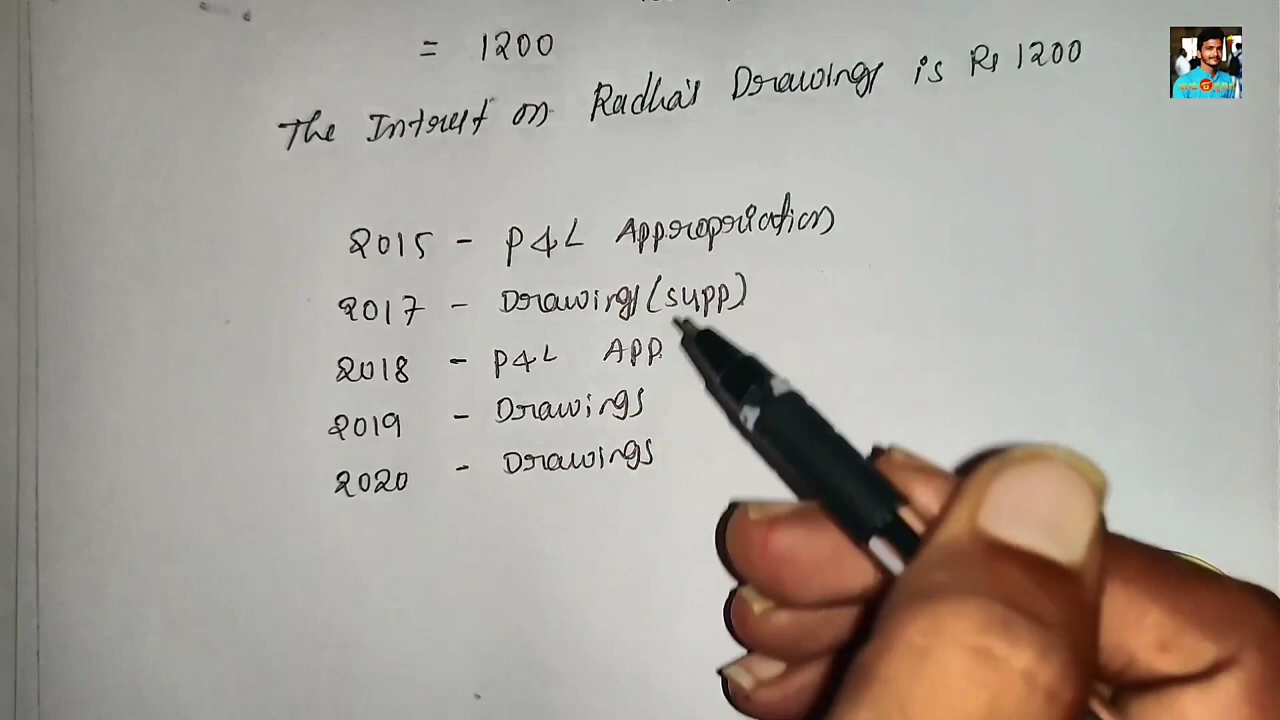 = 1200
The Intrest on Radha's Drawings is Rs 1200
2015 - P&L Appropriation
2017 - Drawings (supp)
2018 - P&L APP
2019 - Drawings
2020 - Drawings